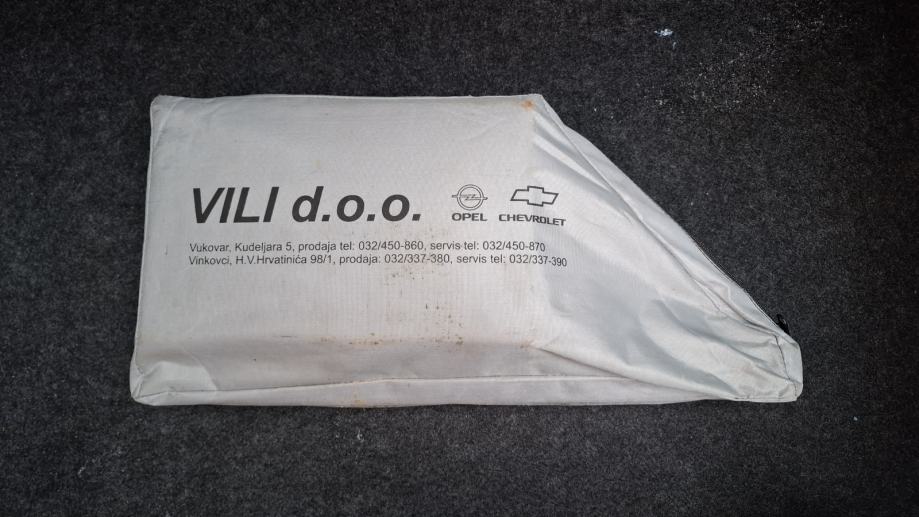 VILI d.o.o.
OPEL
CHEVROLET
Vukovar, Kudeljara 5, prodaja tel: 032/450-860, servis tel: 032/450-870
Vinkovci, H.V.Hrvatinića 98/1, prodaja: 032/337-380, servis tel: 032/337-390